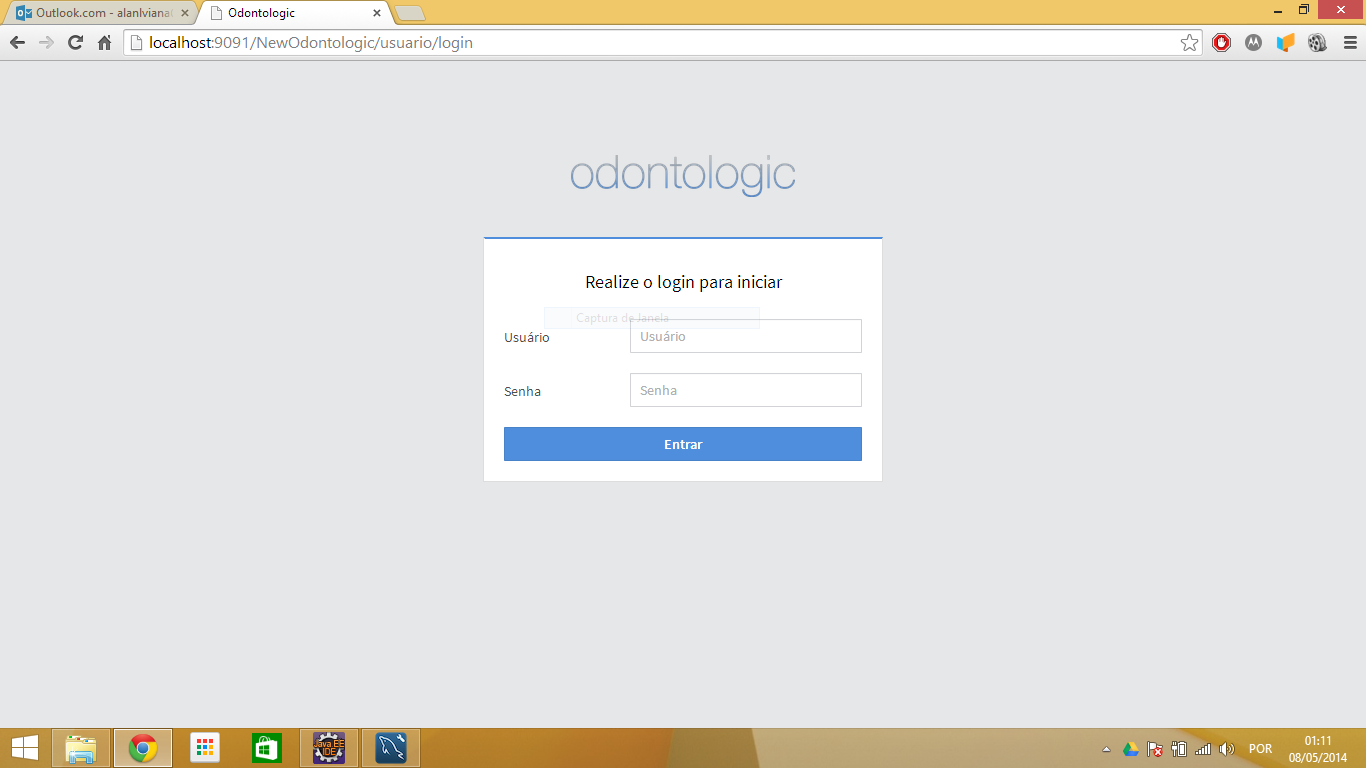 Outlook.com - alanlviana
Odontologic
localhost:9091/NewOdontologic/usuario/login
odontologic
Realize o login para iniciar
Captura de Janela
Usuário
Usuário
Senha
Senha
Entrar
Java EE
IDE
POR
01:11
08/05/2014